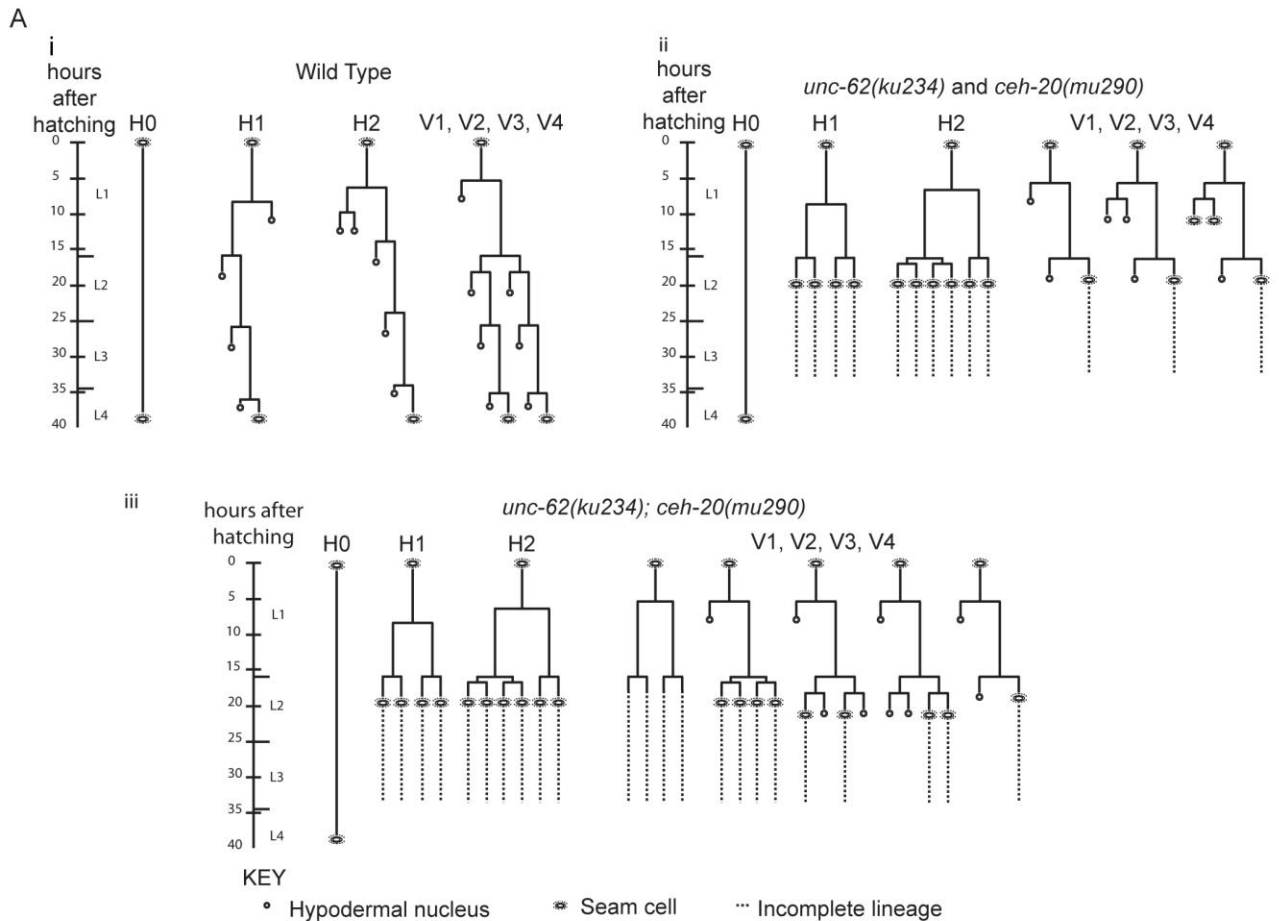 A
i
hours
after
hatching
Wild Type
H0
H1
H2
V1, V2, V3, V4
0
5
10
15
20
25
30
35
40
L1
L2
L3
L4
ii
hours
after
hatching
unc-62(ku234) and ceh-20(mu290)
H0
H1
H2
V1, V2, V3, V4
0
5
10
15
20
25
30
35
40
L1
L2
L3
L4
iii
hours after
hatching
unc-62(ku234); ceh-20(mu290)
H0
H1
H2
V1, V2, V3, V4
0
5
10
15
20
25
30
35
40
L1
L2
L3
L4
KEY
Hypodermal nucleus
Seam cell
Incomplete lineage